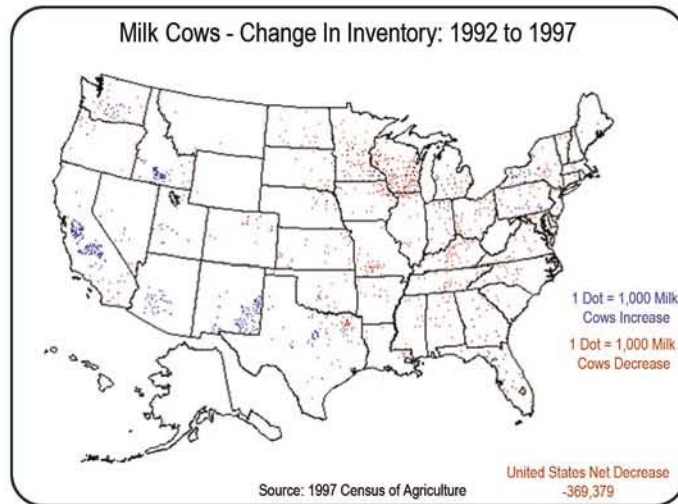 Milk Cows - Change In Inventory: 1992 to 1997
1 Dot = 1,000 Milk
Cows Increase
1 Dot = 1,000 Milk
Cows Decrease
United States Net Decrease
-369,379
Source: 1997 Census of Agriculture